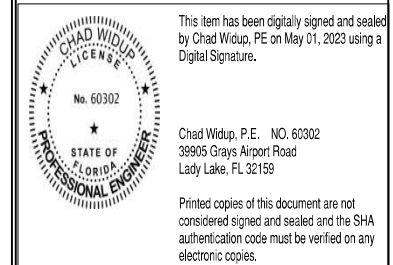 CHAD WIDUP
LICENSE
No. 60302
STATE OF
FLORIDA
PROFESSIONAL ENGINEER
This item has been digitally signed and sealed
by Chad Widup, PE on May 01, 2023 using a
Digital Signature.
Chad Widup, P.E. NO. 60302
39905 Grays Airport Road
Lady Lake, FL 32159
Printed copies of this document are not
considered signed and sealed and the SHA
authentication code must be verified on any
electronic copies.